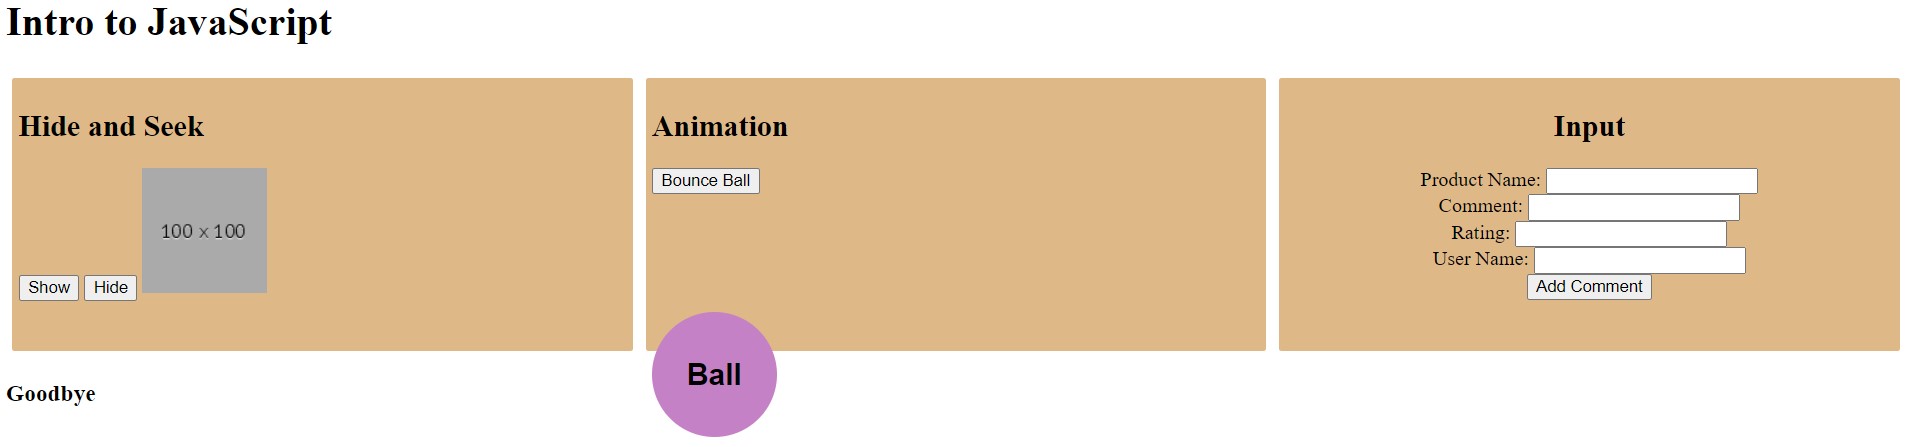 Intro to JavaScript
Hide and Seek
100 x 100
Show Hide
Animation
Bounce Ball
Ball
Input
Product Name:
Comment:
Rating:
User Name:
Add Comment
Goodbye